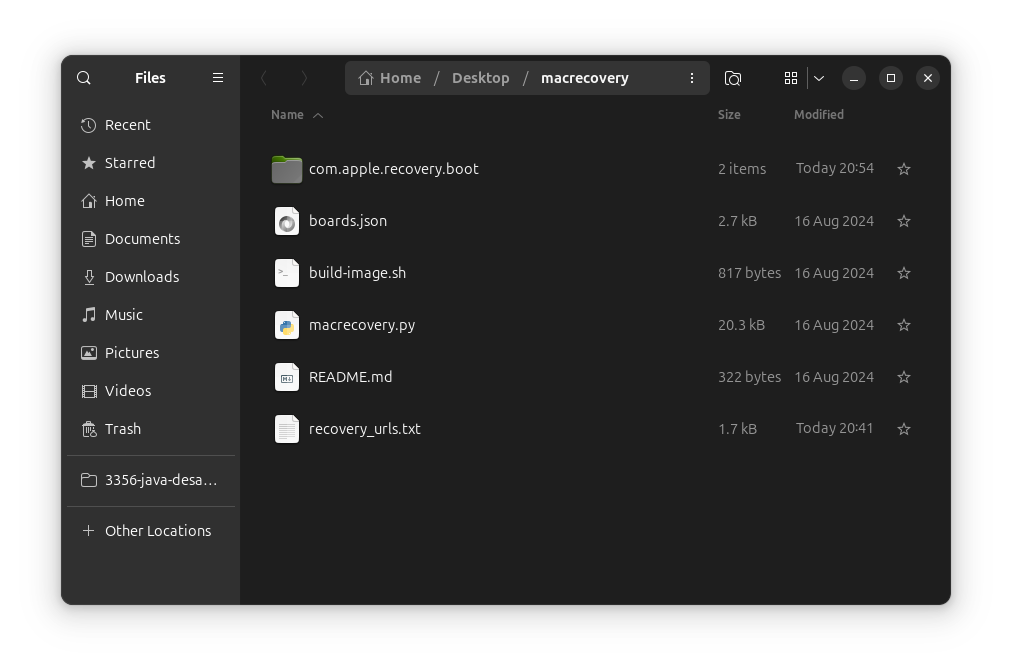 Files
Home / Desktop / macrecovery
Recent
Starred
Home
Documents
Downloads
Music
Pictures
Videos
Trash
3356-java-desa…
Other Locations
Name Size Modified
com.apple.recovery.boot 2 items Today 20:54
boards.json 2.7 kB 16 Aug 2024
build-image.sh 817 bytes 16 Aug 2024
macrecovery.py 20.3 kB 16 Aug 2024
README.md 322 bytes 16 Aug 2024
recovery_urls.txt 1.7 kB Today 20:41